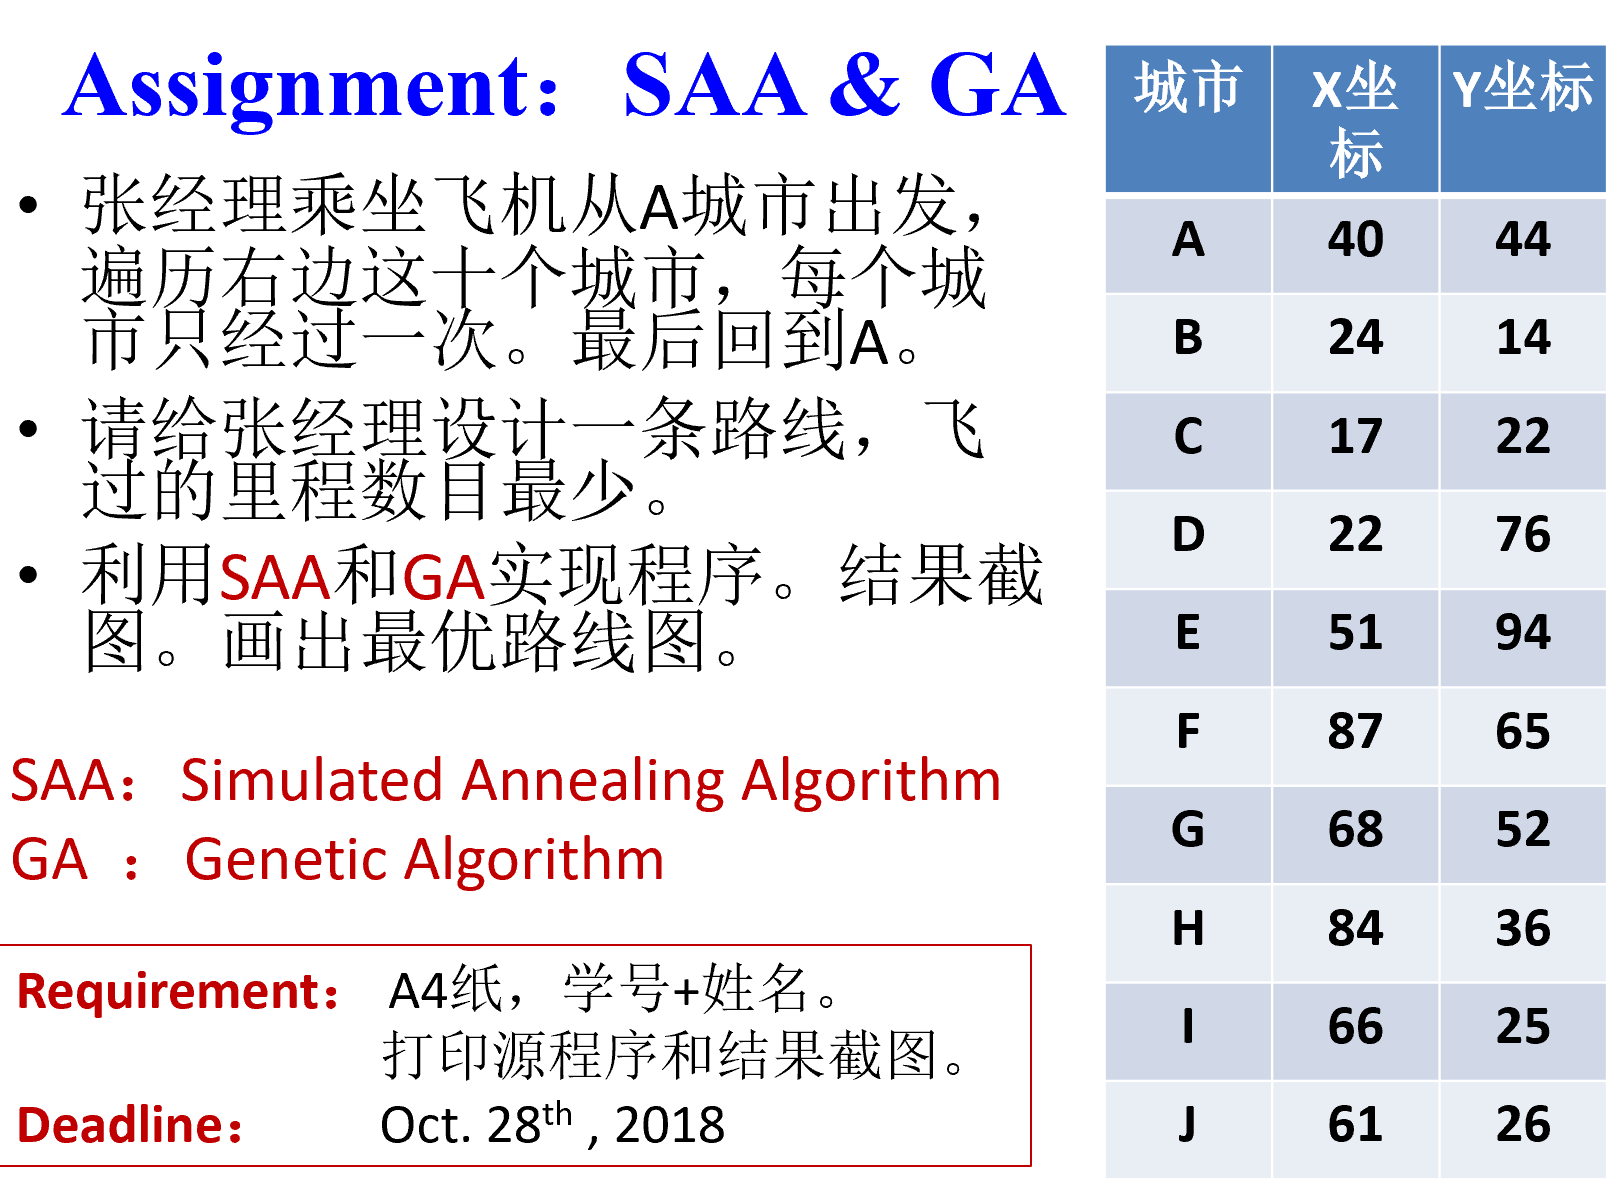 Assignment：SAA & GA
• 张经理乘坐飞机从A城市出发，
遍历右边这十个城市，每个城
市只经过一次。最后回到A。
• 请给张经理设计一条路线，飞
过的里程数目最少。
• 利用SAA和GA实现程序。结果截
图。画出最优路线图。
SAA： Simulated Annealing Algorithm
GA ： Genetic Algorithm
Requirement： A4纸，学号+姓名。
打印源程序和结果截图。
Deadline： Oct. 28th , 2018
城市 X坐 Y坐标
标
A 40 44
B 24 14
C 17 22
D 22 76
E 51 94
F 87 65
G 68 52
H 84 36
I 66 25
J 61 26